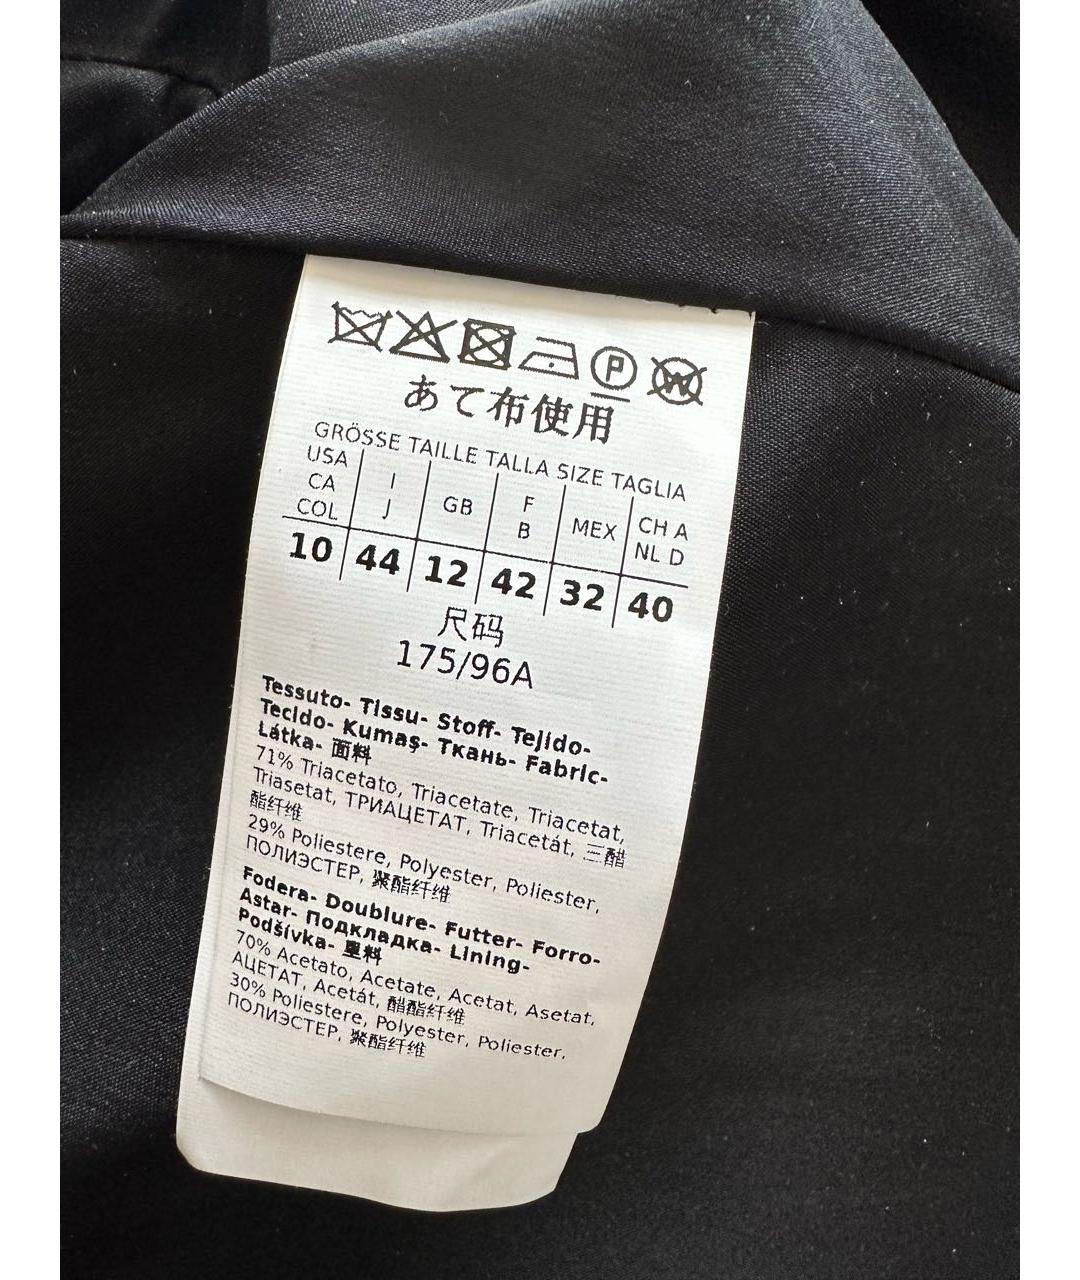 P W
あて布使用
GRÖSSE TAILLE TALLA SIZE TAGLIA
USA CA COL I J GB F B MEX CH A NL D
10 44 12 42 32 40
尺码
175/96A
Tessuto- Tissu- Stoff- Tejido-
Tecido- Kumaş- Ткань- Fabric-
Látka- 面料
71% Triacetato, Triacetate, Triacetat,
Triasetat, ТРИАЦЕТАТ, Triacetát, 三醋
酯纤维
29% Poliestere, Polyester, Poliester,
ПОЛИЭСТЕР, 聚酯纤维
Fodera- Doublure- Futter- Forro-
Astar- Подкладка- Lining-
Podšívka- 里料
70% Acetato, Acetate, Acetat, Asetat,
АЦЕТАТ, Acetát, 醋酯纤维
30% Poliestere, Polyester, Poliester,
ПОЛИЭСТЕР, 聚酯纤维